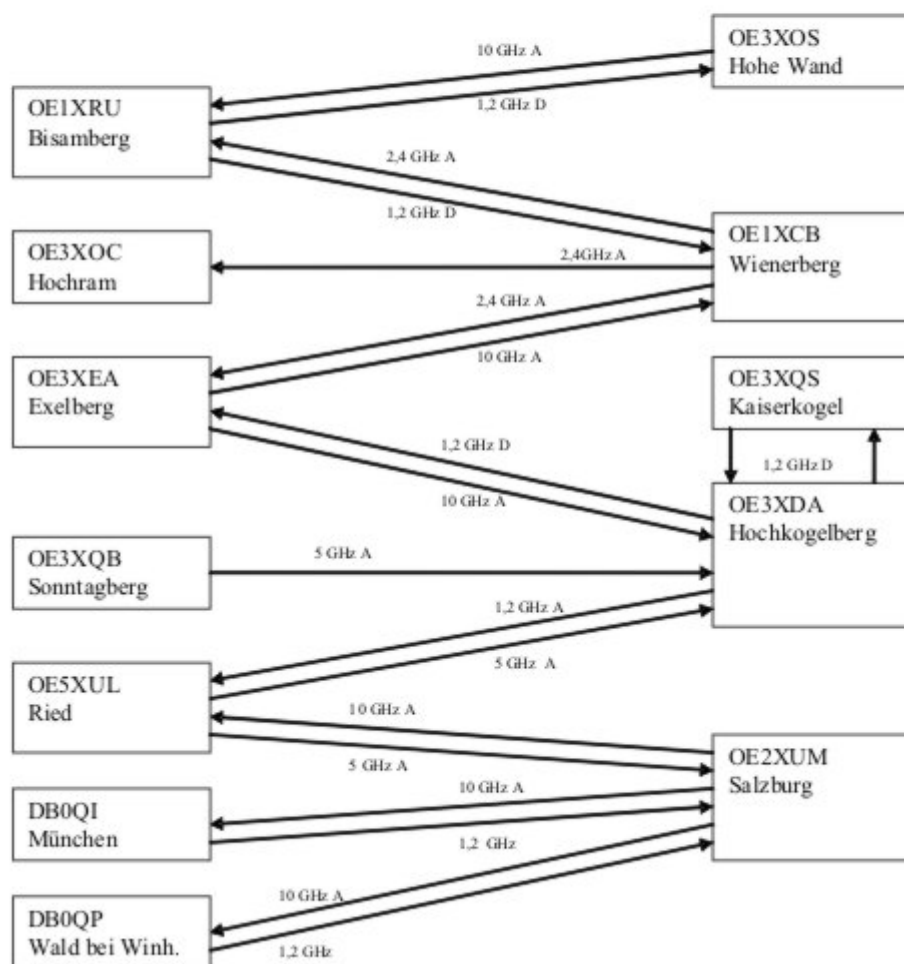 10 GHz A
OE3XOS
Hohe Wand
OE1XRU
Bisamberg
1,2 GHz D
2,4 GHz A
1,2 GHz D
OE1XCB
Wienerberg
OE3XOC
Hochram
2,4GHz A
2,4 GHz A
10 GHz A
OE3XEA
Exelberg
OE3XQS
Kaiserkogel
1,2 GHz D
1,2 GHz D
10 GHz A
OE3XDA
Hochkogelberg
OE3XQB
Sonntagberg
5 GHz A
1,2 GHz A
5 GHz A
OE5XUL
Ried
10 GHz A
5 GHz A
OE2XUM
Salzburg
DB0QI
München
10 GHz A
1,2 GHz
DB0QP
Wald bei Winh.
10 GHz A
1,2 GHz